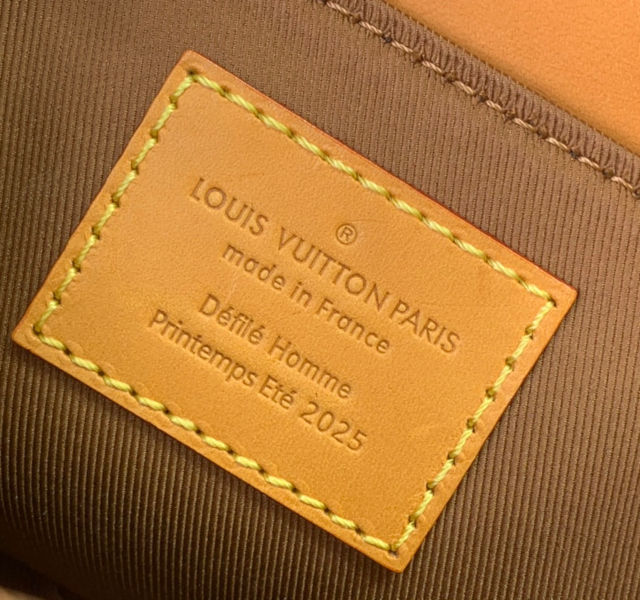 ®
LOUIS VUITTON PARIS
made in France
Défilé Homme
Printemps Eté 2025